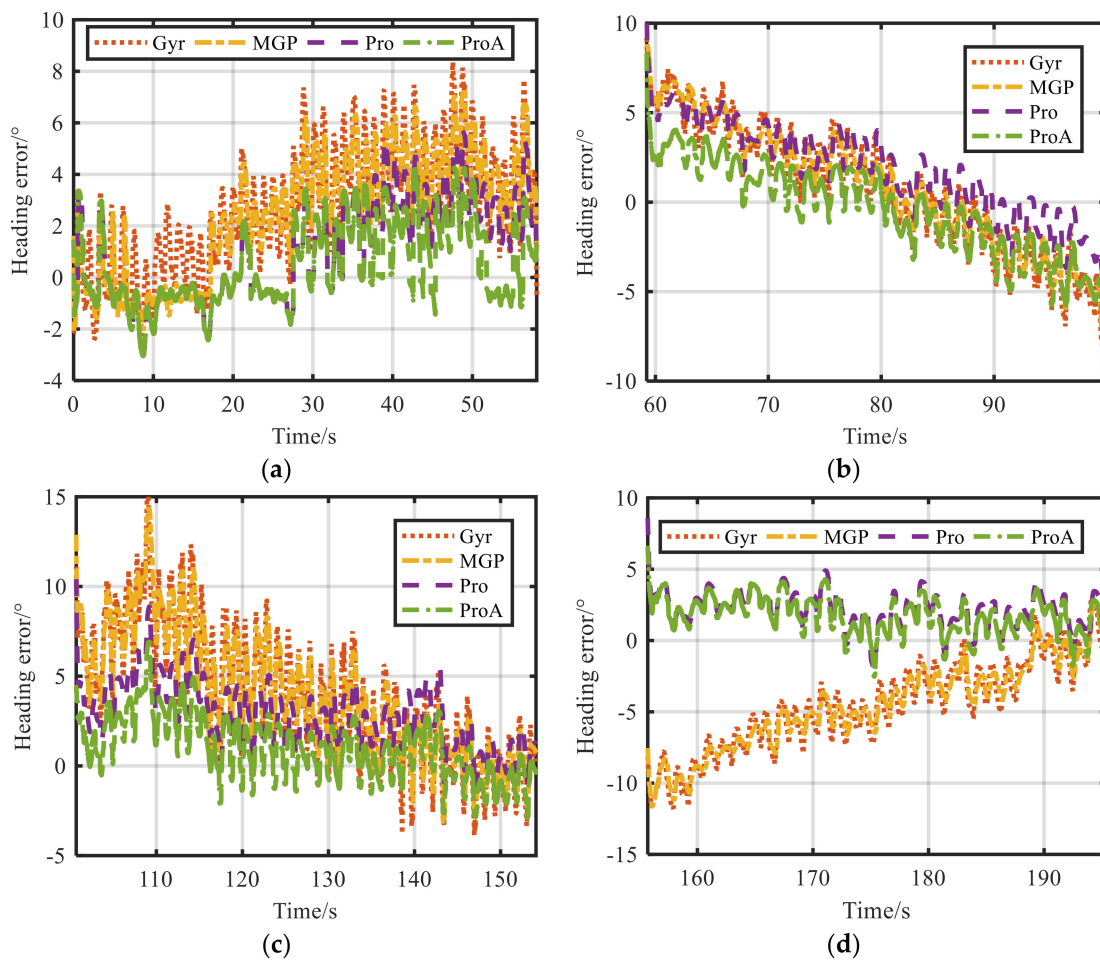 10
8
6
4
2
0
-2
-4
Heading error/°
Gyr MGP Pro ProA
0 10 20 30 40 50
Time/s
(a)
10
5
0
-5
-10
Heading error/°
Gyr
MGP
Pro
ProA
60 70 80 90
Time/s
(b)
15
10
5
0
-5
Heading error/°
Gyr
MGP
Pro
ProA
110 120 130 140 150
Time/s
(c)
10
5
0
-5
-10
-15
Heading error/°
Gyr MGP Pro ProA
160 170 180 190
Time/s
(d)